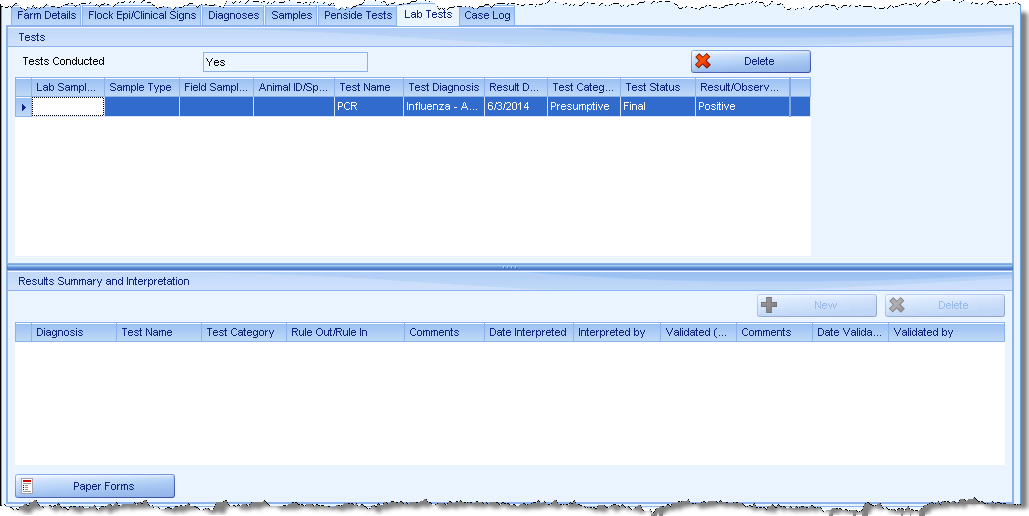 Farm Details Flock Epi/Clinical Signs Diagnoses Samples Penside Tests Lab Tests Case Log
Tests
Tests Conducted Yes Delete
Lab Sampl... Sample Type Field Sampl... Animal ID/Sp... Test Name Test Diagnosis Result D... Test Categ... Test Status Result/Observ...
PCR Influenza - A... 6/3/2014 Presumptive Final Positive
Results Summary and Interpretation
New Delete
Diagnosis Test Name Test Category Rule Out/Rule In Comments Date Interpreted Interpreted by Validated (... Comments Date Valida... Validated by
Paper Forms